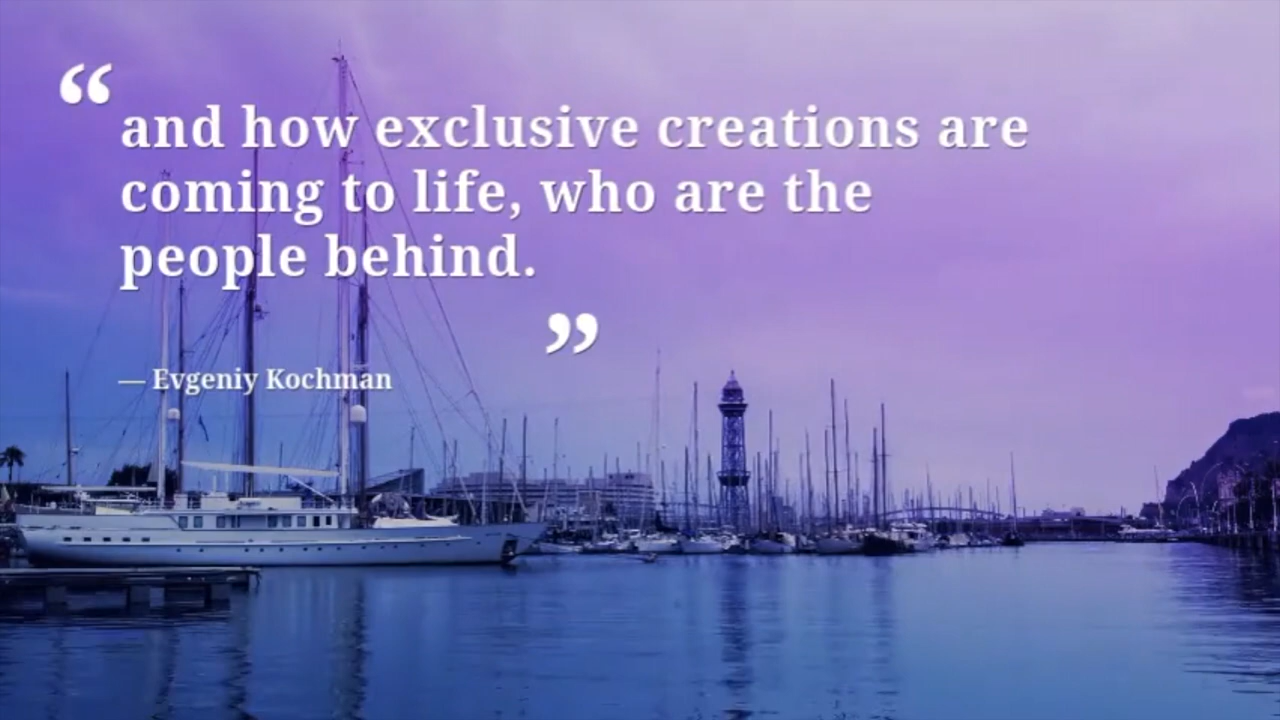 “and how exclusive creations are
coming to life, who are the
people behind.”
— Evgeniy Kochman